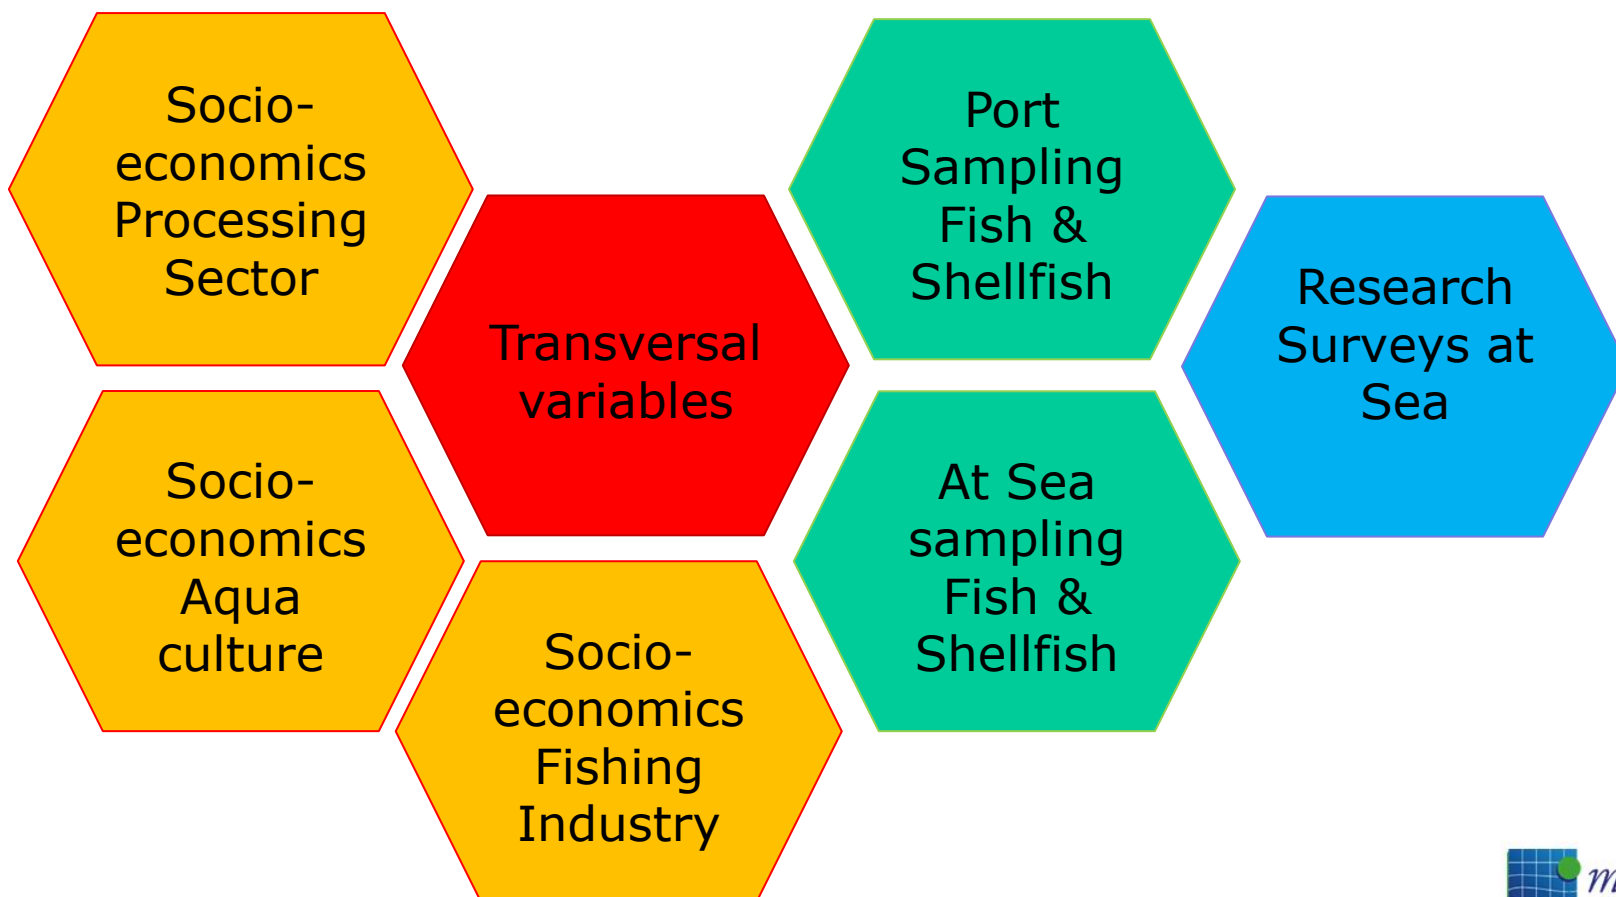 Socio-
economics
Processing
Sector
Transversal
variables
Port
Sampling
Fish &
Shellfish
Research
Surveys at
Sea
Socio-
economics
Aqua
culture
Socio-
economics
Fishing
Industry
At Sea
sampling
Fish &
Shellfish